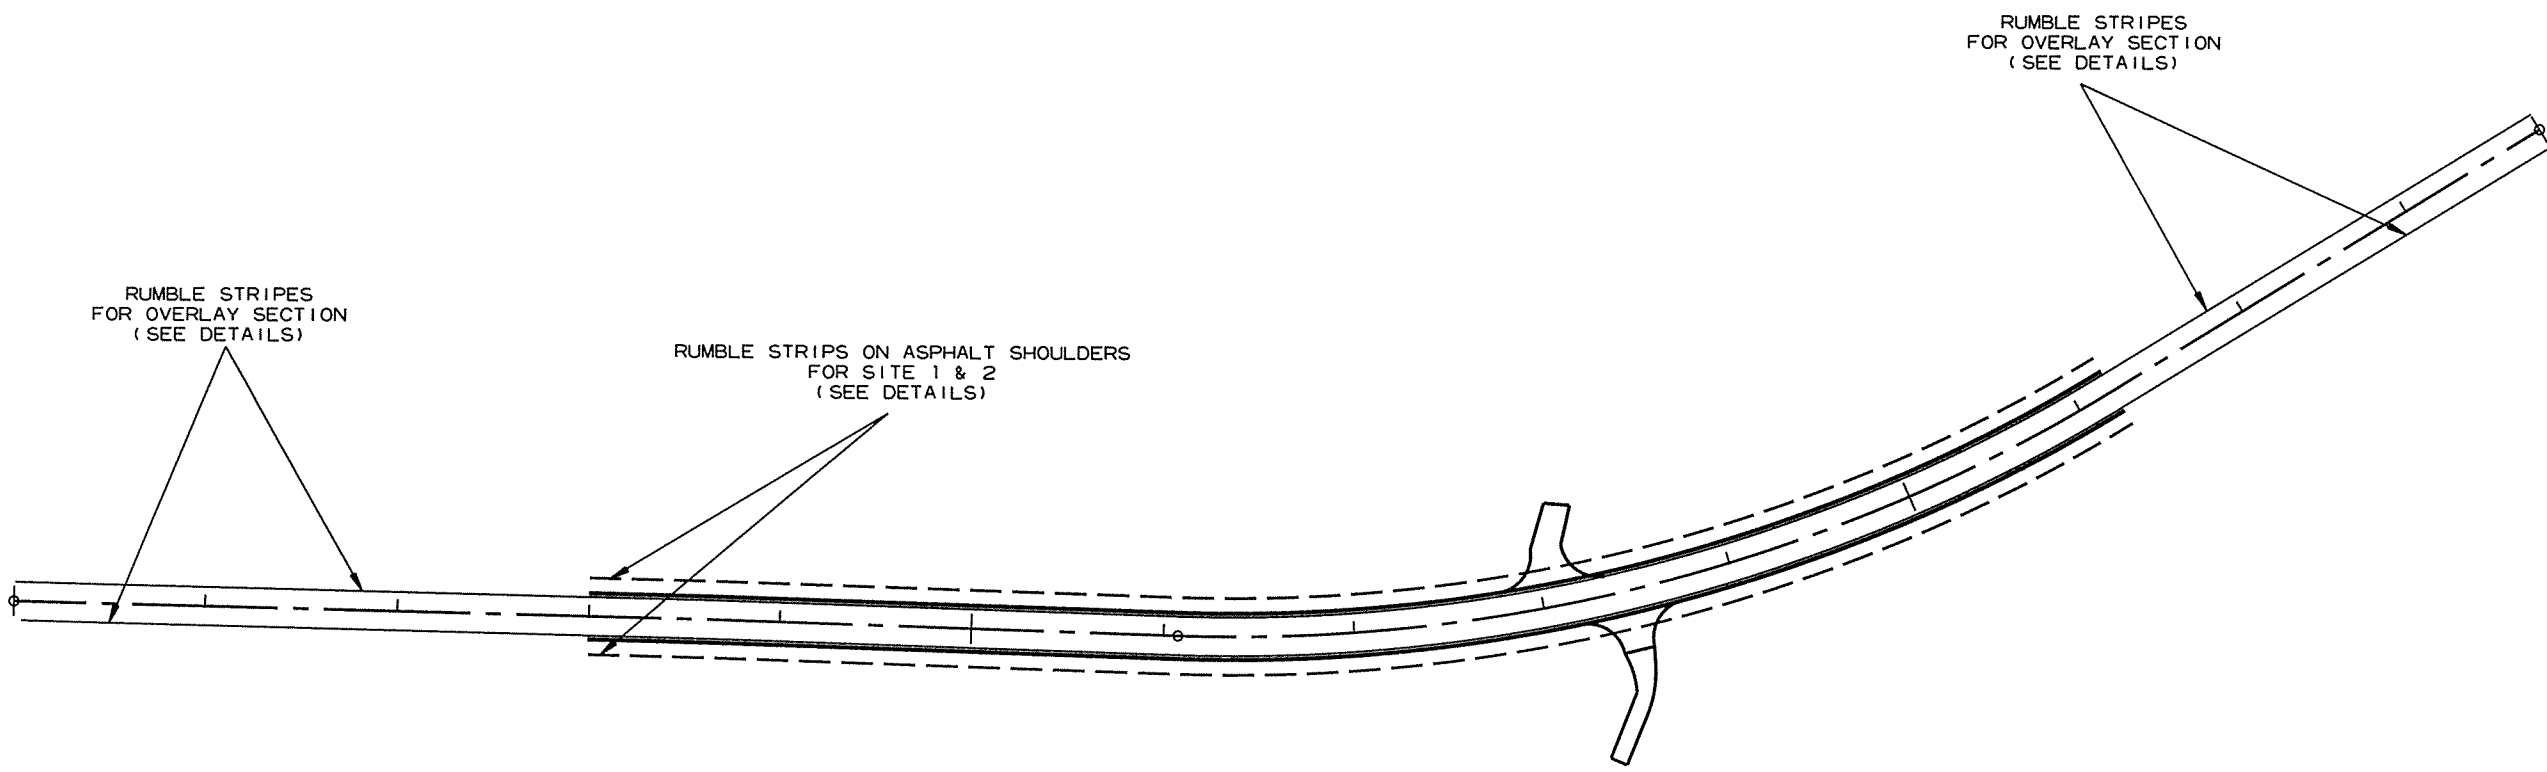 RUMBLE STRIPES
FOR OVERLAY SECTION
(SEE DETAILS)
RUMBLE STRIPES
FOR OVERLAY SECTION
(SEE DETAILS)
RUMBLE STRIPS ON ASPHALT SHOULDERS
FOR SITE 1 & 2
(SEE DETAILS)